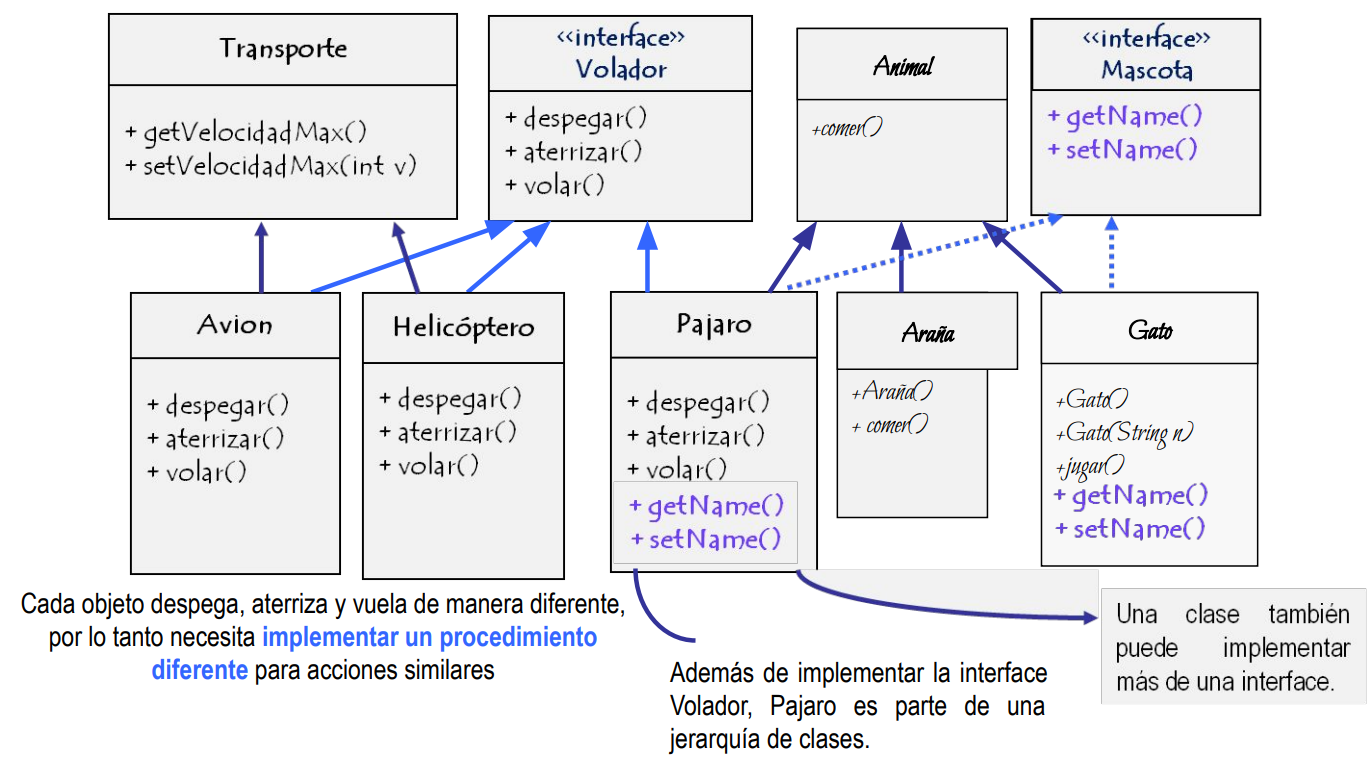 Transporte
+ getVelocidadMax()
+ setVelocidadMax(int v)
<<interface>>
Volador
+ despegar()
+ aterrizar()
+ volar()
Animal
+comer()
<<interface>>
Mascota
+ getName()
+ setName()
Avion
+ despegar()
+ aterrizar()
+ volar()
Helicóptero
+ despegar()
+ aterrizar()
+ volar()
Pajaro
+ despegar()
+ aterrizar()
+ volar()
+ getName()
+ setName()
Araña
+Araña()
+ comer()
Gato
+Gato()
+Gato(String n)
+jugar()
+ getName()
+ setName()
Cada objeto despega, aterriza y vuela de manera diferente,
por lo tanto necesita implementar un procedimiento
diferente para acciones similares
Además de implementar la interface
Volador, Pajaro es parte de una
jerarquía de clases.
Una clase también
puede implementar
más de una interface.